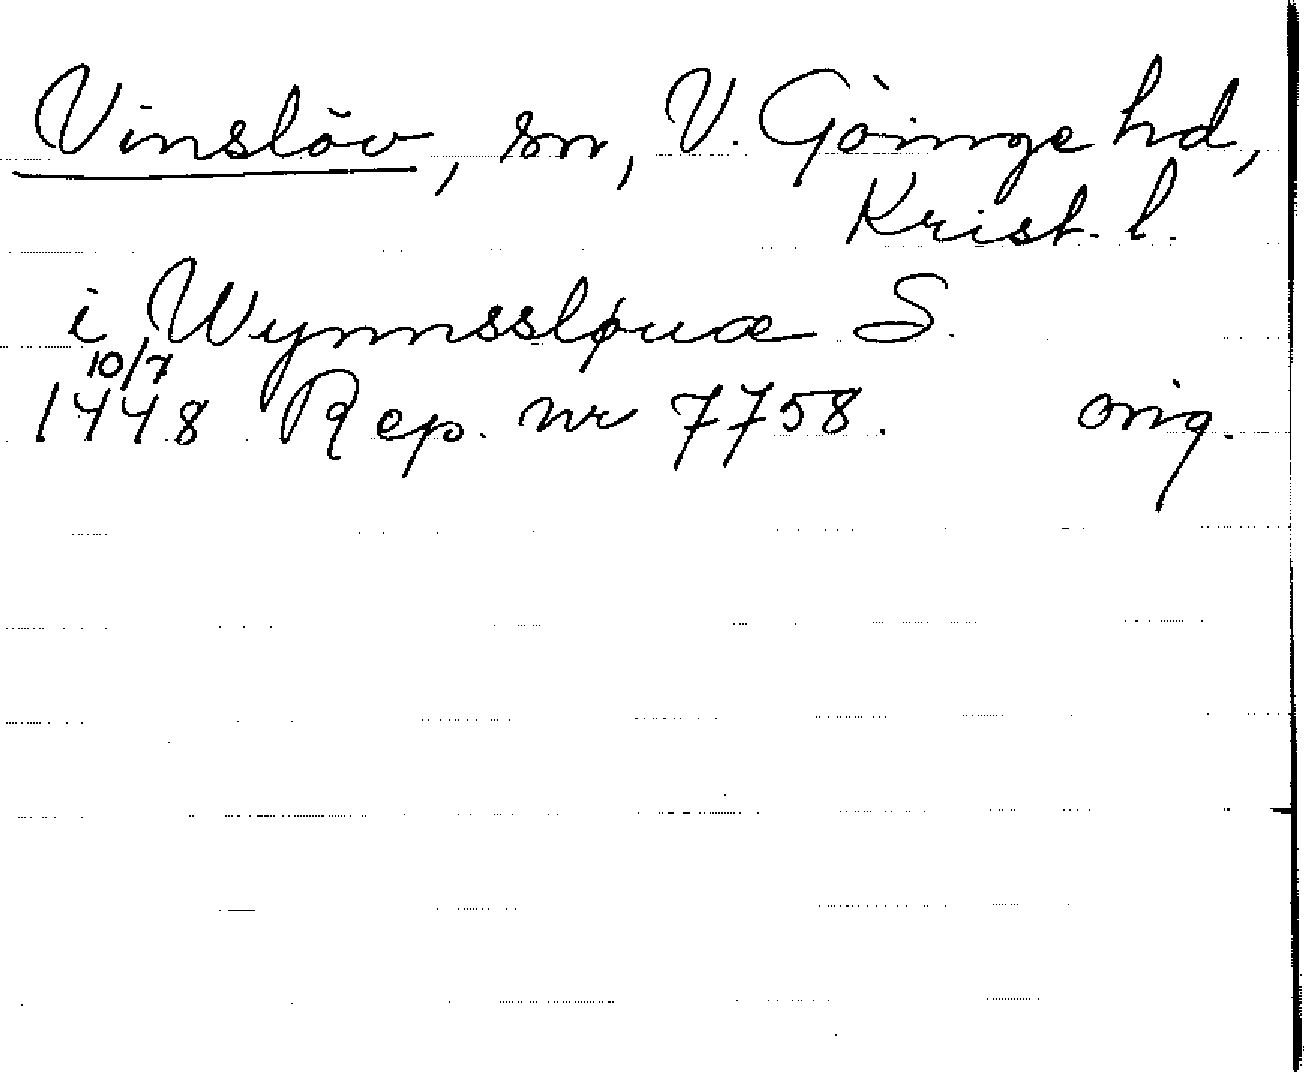 Vinslöv, sn, V. Göinge hd,
Krist. l.
i Wynnssløuæ S.
10/7
1448 Rep. nr 7758. orig.